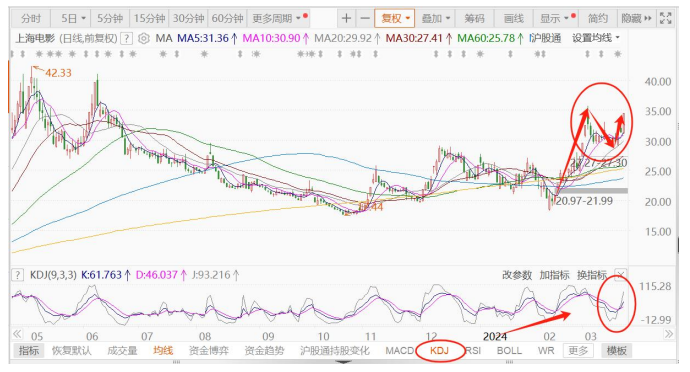 分时 5日 5分钟 15分钟 30分钟 60分钟 更多周期 + - 复权 叠加 筹码 画线 显示 简约 隐藏
上海电影 (日线,前复权) ? MA MA5:31.36↑ MA10:30.90↑ MA20:29.92↑ MA30:27.41↑ MA60:25.78↑ 沪股通 设置均线
42.33
40.00
35.00
30.00
27.27-27.30
25.00
20.97-21.99
20.00
15.00
? KDJ(9,3,3) K:61.763↑ D:46.037↑ J:93.216↑ 改参数 加指标 换指标 ×
115.28
-12.99
05 06 07 08 09 10 11 12 2024 02 03
指标 恢复默认 成交量 均线 资金博弈 资金趋势 沪股通持股变化 MACD KDJ RSI BOLL WR 更多 模板